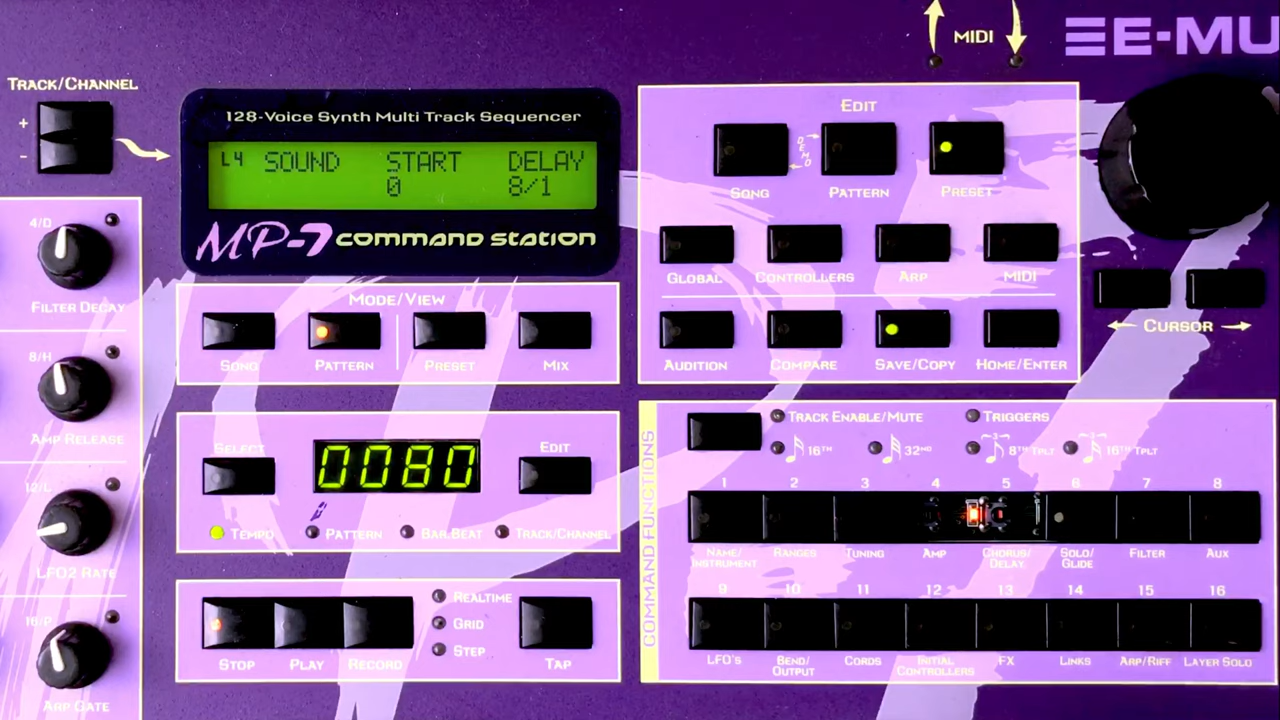 MIDI
E-MU
TRACK/CHANNEL
+
-
128-Voice Synth Multi Track Sequencer
L4 SOUND START DELAY
0 8/1
MP-7 COMMAND STATION
4/D
FILTER DECAY
8/H
AMP RELEASE
12/L
LFO2 RATE
16/P
ARP GATE
MODE/VIEW
SONG PATTERN PRESET MIX
SELECT
EDIT
0080
TEMPO PATTERN BAR.BEAT TRACK/CHANNEL
REALTIME
GRID
STEP
STOP PLAY RECORD TAP
EDIT
DEMO
SONG PATTERN PRESET
GLOBAL CONTROLLERS ARP MIDI
AUDITION COMPARE SAVE/COPY HOME/ENTER
CURSOR
COMMAND FUNCTIONS
TRACK ENABLE/MUTE TRIGGERS
16TH 32ND 3 8TH TPLT 3 16TH TPLT
1 2 3 4 5 6 7 8
NAME/INSTRUMENT RANGES TUNING AMP CHORUS/DELAY SOLO/GLIDE FILTER AUX
9 10 11 12 13 14 15 16
LFO'S BEND/OUTPUT CORDS INITIAL CONTROLLERS FX LINKS ARP/RIFF LAYER SOLO